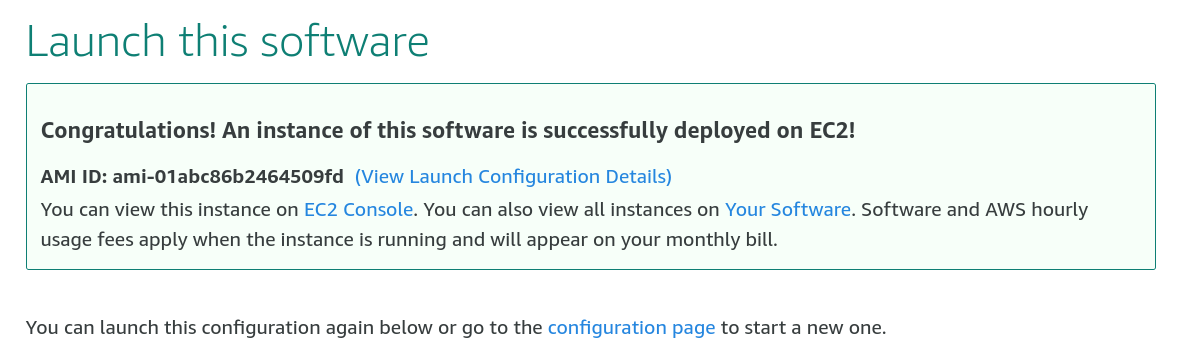 Launch this software
Congratulations! An instance of this software is successfully deployed on EC2!
AMI ID: ami-01abc86b2464509fd (View Launch Configuration Details)
You can view this instance on EC2 Console. You can also view all instances on Your Software. Software and AWS hourly
usage fees apply when the instance is running and will appear on your monthly bill.
You can launch this configuration again below or go to the configuration page to start a new one.